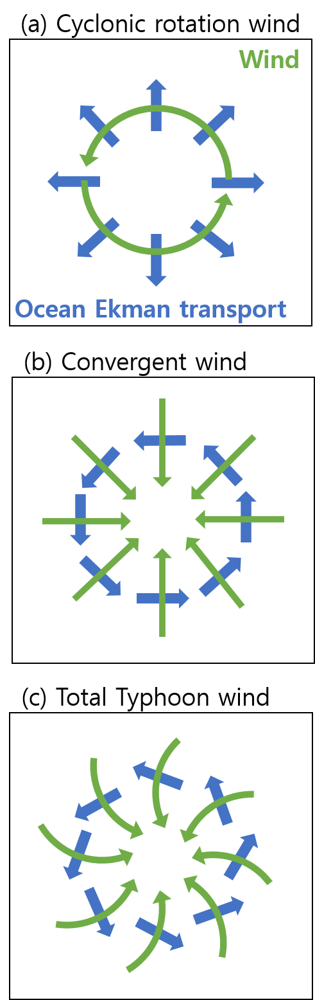 (a) Cyclonic rotation wind
Wind
Ocean Ekman transport
(b) Convergent wind
(c) Total Typhoon wind